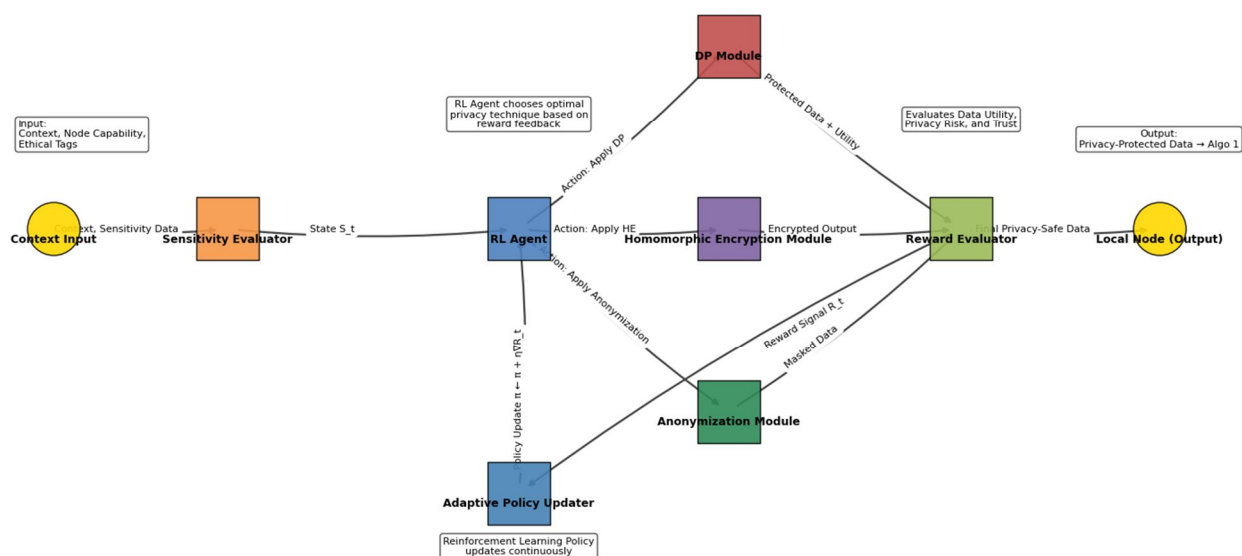 DP Module
Protected Data + Utility
Input:
Context, Node Capability,
Ethical Tags
RL Agent chooses optimal
privacy technique based on
reward feedback
Evaluates Data Utility,
Privacy Risk, and Trust
Output:
Privacy-Protected Data → Algo 1
Action: Apply DP
Context, Sensitivity Data
Context Input
Sensitivity Evaluator
State S_t
RL Agent
Action: Apply HE
Homomorphic Encryption Module
Encrypted Output
Reward Evaluator
Final Privacy-Safe Data
Local Node (Output)
Action: Apply Anonymization
Reward Signal R_t
Masked Data
Policy Update π ← π + η∇R_t
Anonymization Module
Adaptive Policy Updater
Reinforcement Learning Policy
updates continuously